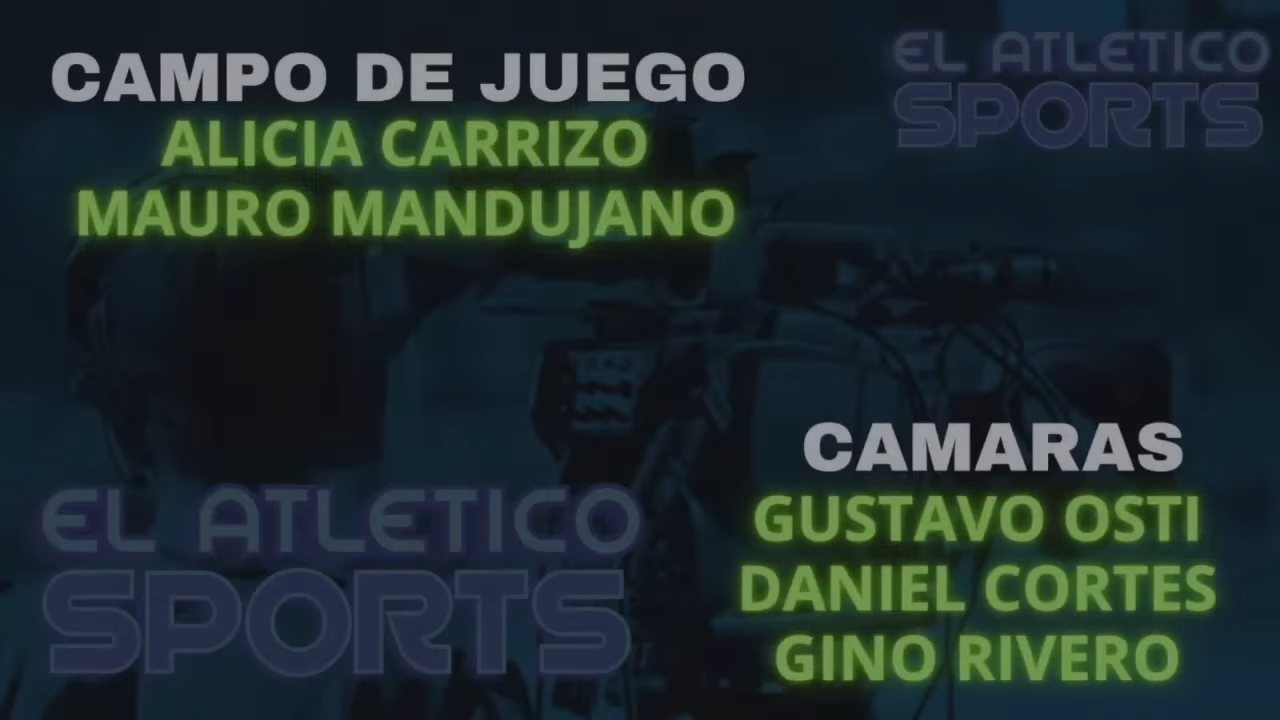 CAMPO DE JUEGO
ALICIA CARRIZO
MAURO MANDUJANO
EL ATLETICO
SPORTS
CAMARAS
GUSTAVO OSTI
DANIEL CORTES
GINO RIVERO
EL ATLETICO
SPORTS